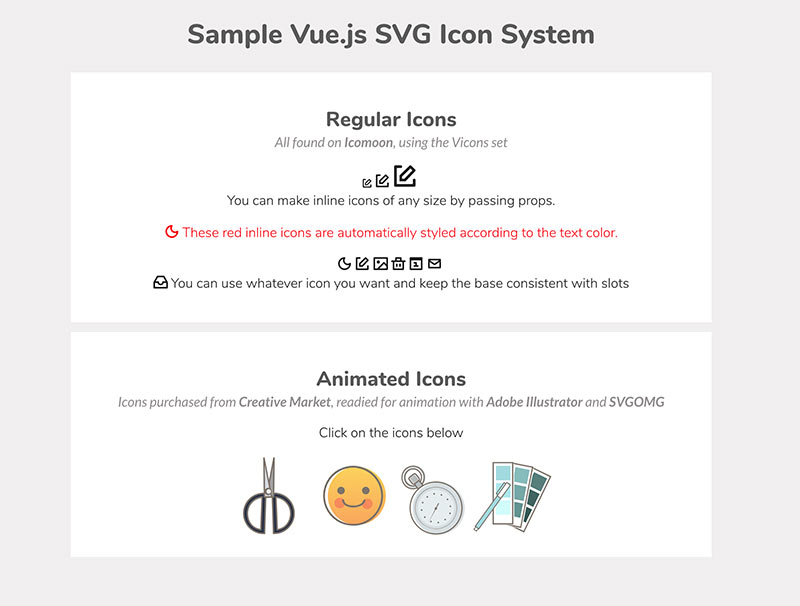 Sample Vue.js SVG Icon System
Regular Icons
All found on Icomoon, using the Vicons set
You can make inline icons of any size by passing props.
These red inline icons are automatically styled according to the text color.
You can use whatever icon you want and keep the base consistent with slots
Animated Icons
Icons purchased from Creative Market, readied for animation with Adobe Illustrator and SVGOMG
Click on the icons below